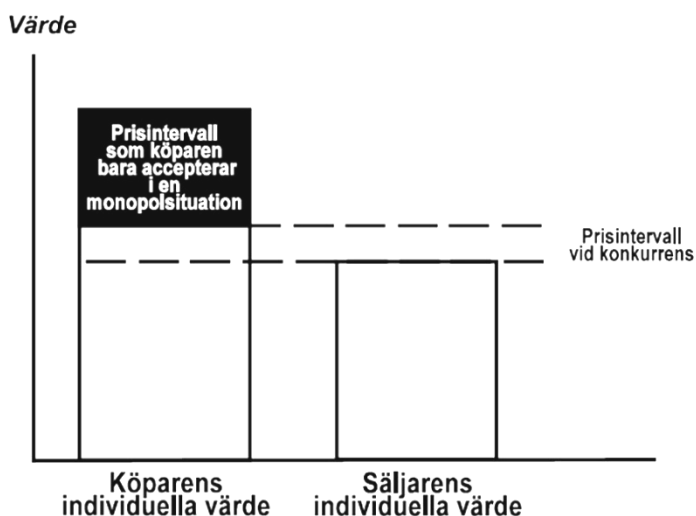 Värde
Prisintervall
som köparen
bara accepterar
i en
monopolsituation
Prisintervall
vid konkurrens
Köparens
individuella värde
Säljarens
individuella värde